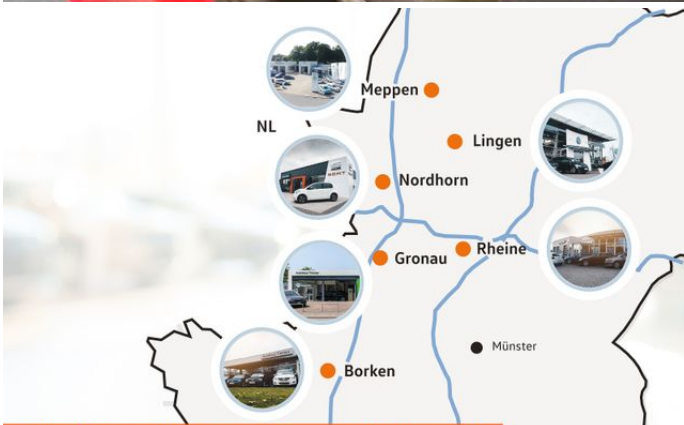 Meppen
NL
Lingen
Nordhorn
Gronau
Rheine
Münster
Borken